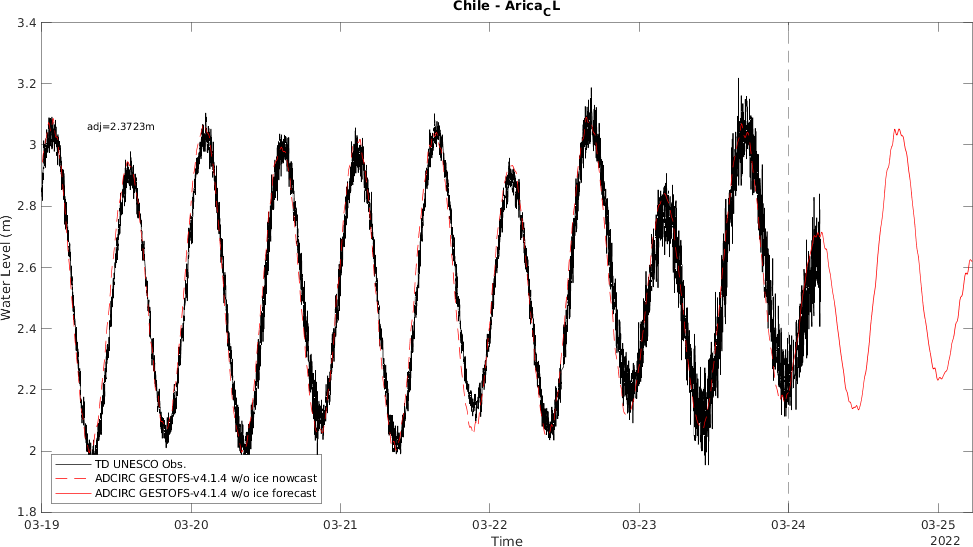 Chile - Arica_CL
adj=2.3723m
Water Level (m)
3.4
3.2
3
2.8
2.6
2.4
2.2
2
1.8
TD UNESCO Obs.
ADCIRC GESTOFS-v4.1.4 w/o ice nowcast
ADCIRC GESTOFS-v4.1.4 w/o ice forecast
03-19 03-20 03-21 03-22 03-23 03-24 03-25
Time
2022